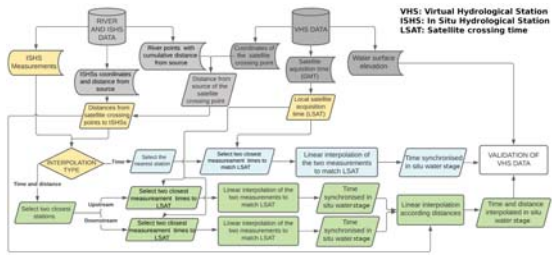 VHS: Virtual Hydrological Station
ISHS: In Situ Hydrological Station
LSAT: Satellite crossing time
RIVER
AND ISHS
DATA
VHS DATA
ISHS
Measurements
ISHSs coordinates
and distance from
source
River points with
cumulative distance
from source
Coordinates
of the satellite
crossing point
Satellite
aquisition time
(GMT)
Water surface
elevation
Distance from
source of the
satellite
crossing point
Distances from
satellite crossing
points to ISHSs
Local satellite
acquisition
time (LSAT)
INTERPOLATION
TYPE
Time
Select the
nearest station
Select two closest
measurement times to
match LSAT
Linear interpolation of
the two measurements
to match LSAT
Time synchronised
in situ water stage
VALIDATION OF
VHS DATA
Time and distance
Select two closest
stations.
Upstream
Downstream
Select two closest
measurement times to
match LSAT
Linear interpolation of the
two measurements to
match LSAT
Time
synchronised in
situ water stage
Select two closest
measurement times to
match LSAT
Linear interpolation of the
two measurements to
match LSAT
Time
synchronised in
situ water stage
Linear interpolation
according distances
Time and distance
interpolated in situ
water stage